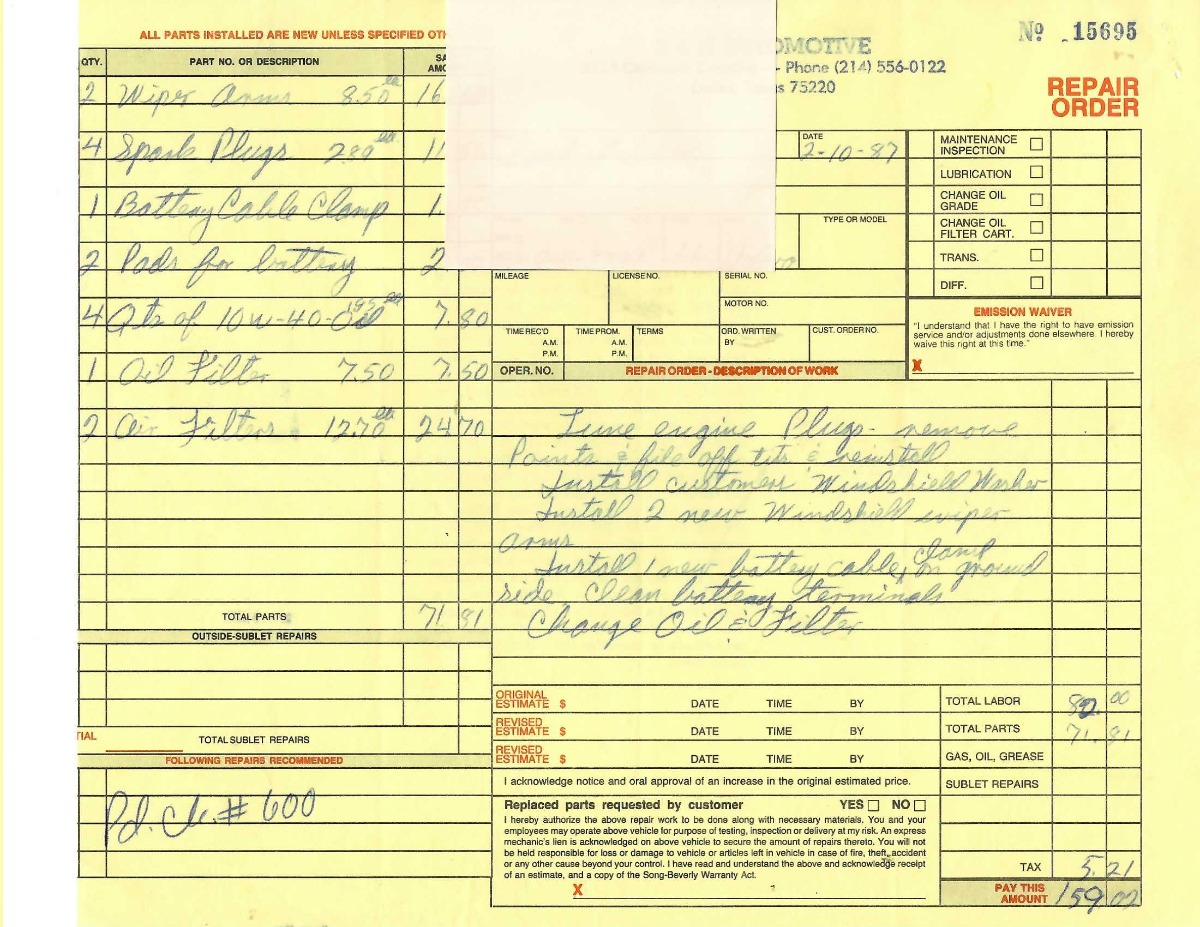 ALL PARTS INSTALLED ARE NEW UNLESS SPECIFIED OT
QTY. PART NO. OR DESCRIPTION SA AMO
2 Wiper Arms 8.50 ea 16
4 Spark Plugs 2.89 ea 11
1 Battery Cable Clamp 1.
2 Pads for battery 2
4 Qts of 10W-40-Oil 1.95 ea 7.80
1 Oil Filter 7.50 7.50
2 Air Filters ea 24 70
TOTAL PARTS 71.81
OUTSIDE-SUBLET REPAIRS
TIAL TOTAL SUBLET REPAIRS
FOLLOWING REPAIRS RECOMMENDED
Pd. Ck. # 600
OMOTIVE
- Phone (214) 556-0122
s 75220
Nº 15695
REPAIR
ORDER
DATE
2-10-87
TYPE OR MODEL
MILEAGE LICENSE NO. SERIAL NO.
MOTOR NO.
TIME REC'D A.M. P.M. TIME PROM. A.M. P.M. TERMS ORD. WRITTEN BY CUST. ORDER NO.
MAINTENANCE INSPECTION
LUBRICATION
CHANGE OIL GRADE
CHANGE OIL FILTER CART.
TRANS.
DIFF.
EMISSION WAIVER
"I understand that I have the right to have emission
service and/or adjustments done elsewhere. I hereby
waive this right at this time."
X
OPER. NO. REPAIR ORDER - DESCRIPTION OF WORK
Tune engine Plugs - remove
Points & file off tits & reinstall
Install customers Windshield Washer
Install 2 new Windshield wiper
arms
Install 1 new battery cable clamp on ground
side, clean battery terminals
Change Oil & Filter
ORIGINAL ESTIMATE $ DATE TIME BY
REVISED ESTIMATE $ DATE TIME BY
REVISED ESTIMATE $ DATE TIME BY
I acknowledge notice and oral approval of an increase in the original estimated price.
Replaced parts requested by customer YES NO
I hereby authorize the above repair work to be done along with necessary materials. You and your
employees may operate above vehicle for purpose of testing, inspection or delivery at my risk. An express
mechanic's lien is acknowledged on above vehicle to secure the amount of repairs thereto. You will not
be held responsible for loss or damage to vehicle or articles left in vehicle in case of fire, theft, accident
or any other cause beyond your control. I have read and understand the above and acknowledge receipt
of an estimate, and a copy of the Song-Beverly Warranty Act.
X
TOTAL LABOR 82.00
TOTAL PARTS 71.81
GAS, OIL, GREASE
SUBLET REPAIRS
TAX 5.21
PAY THIS AMOUNT 159 02